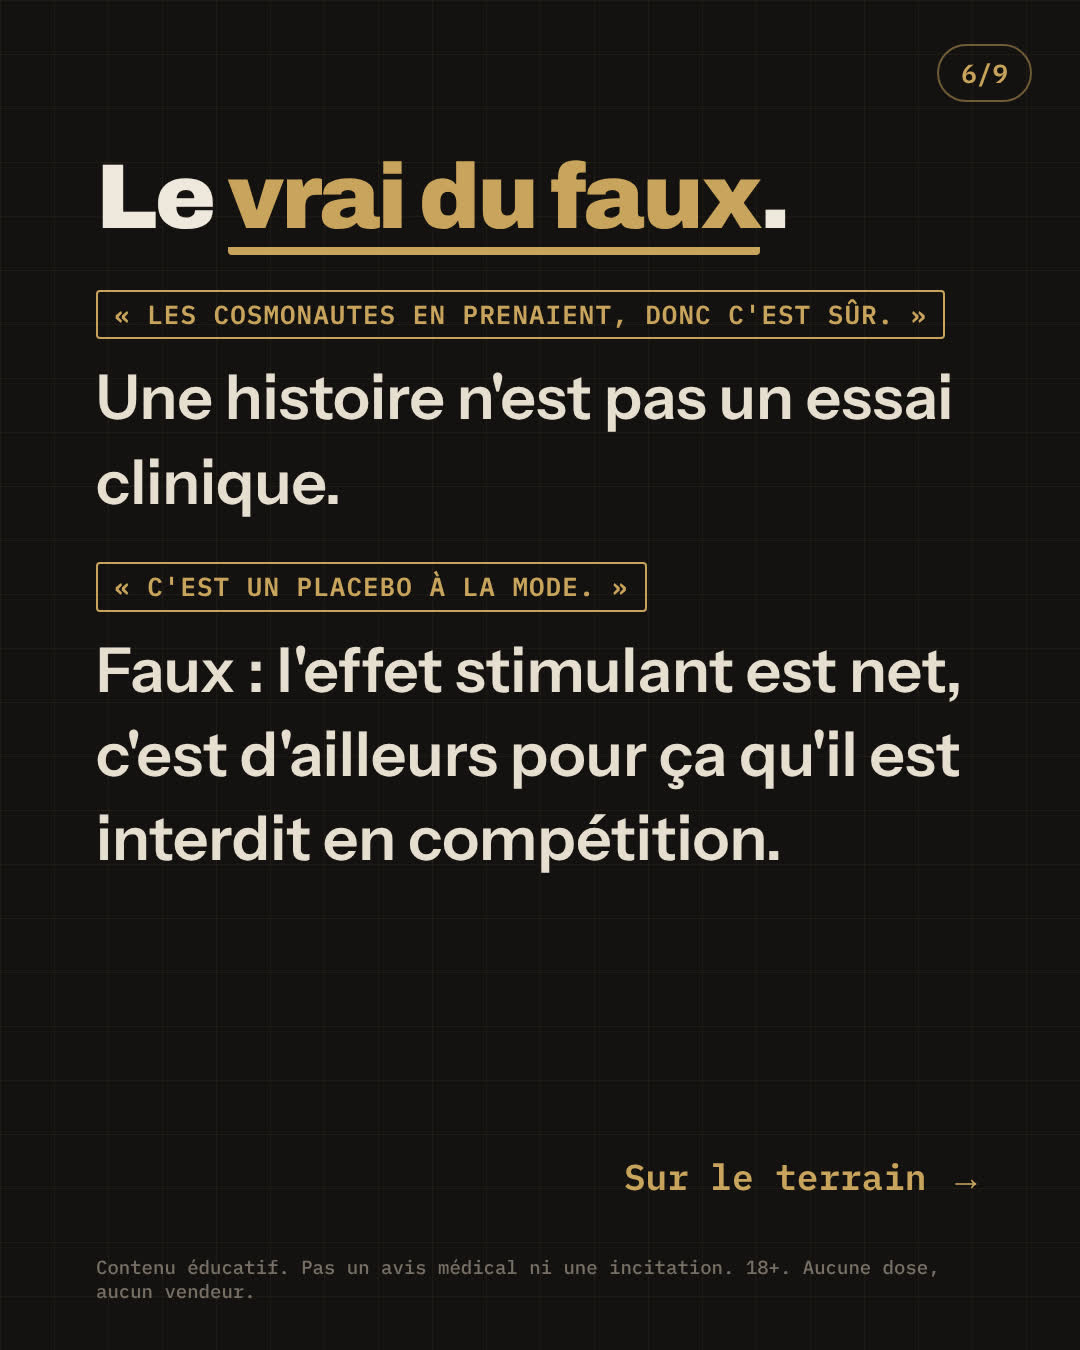 6/9
Le vrai du faux.
« LES COSMONAUTES EN PRENAIENT, DONC C'EST SÛR. »
Une histoire n'est pas un essai
clinique.
« C'EST UN PLACEBO À LA MODE. »
Faux : l'effet stimulant est net,
c'est d'ailleurs pour ça qu'il est
interdit en compétition.
Sur le terrain →
Contenu éducatif. Pas un avis médical ni une incitation. 18+. Aucune dose,
aucun vendeur.